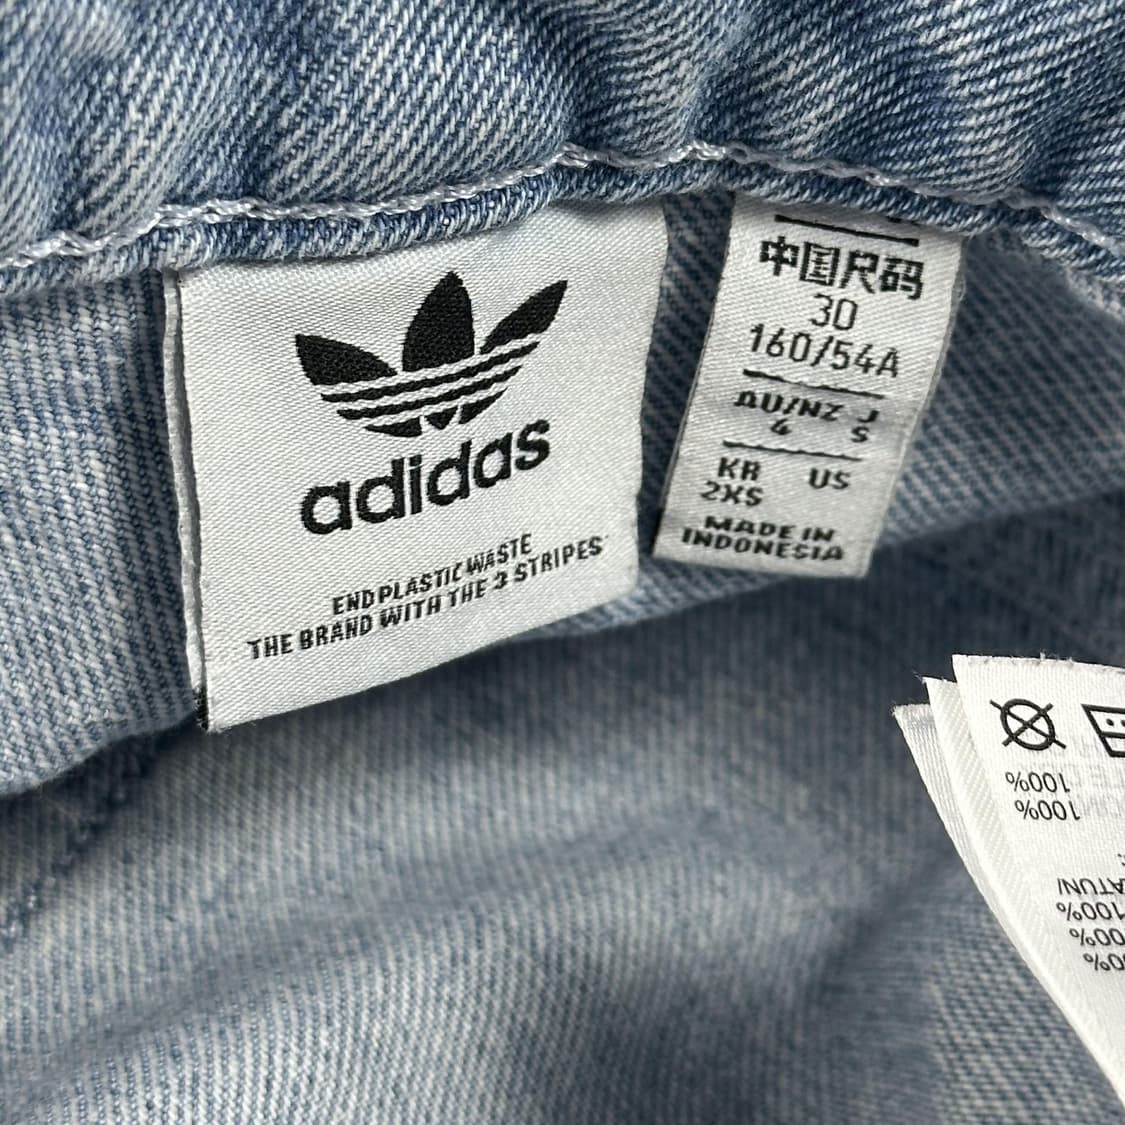 adidas
END PLASTIC WASTE
THE BRAND WITH THE 3 STRIPES
中国尺码
30
160/54A
AU/NZ J
4 S
KR US
2XS
MADE IN
INDONESIA
100%
100%
100%